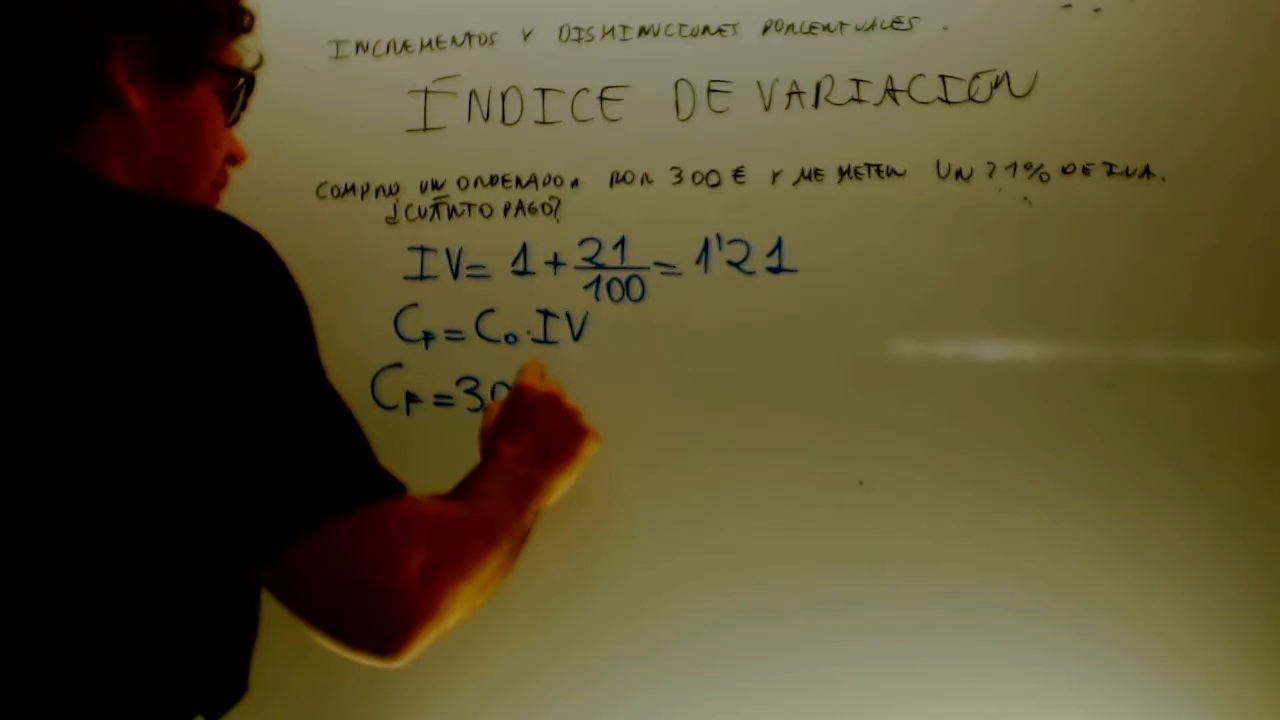 INCREMENTOS Y DISMINUCIONES PORCENTUALES.
ÍNDICE DE VARIACIÓN
COMPRO UN ORDENADOR POR 300 € Y ME METEN UN 21% DE IVA.
¿CUÁNTO PAGO?
IV = 1 + 21/100 = 1'21
CF = C0 · IV
CF = 30